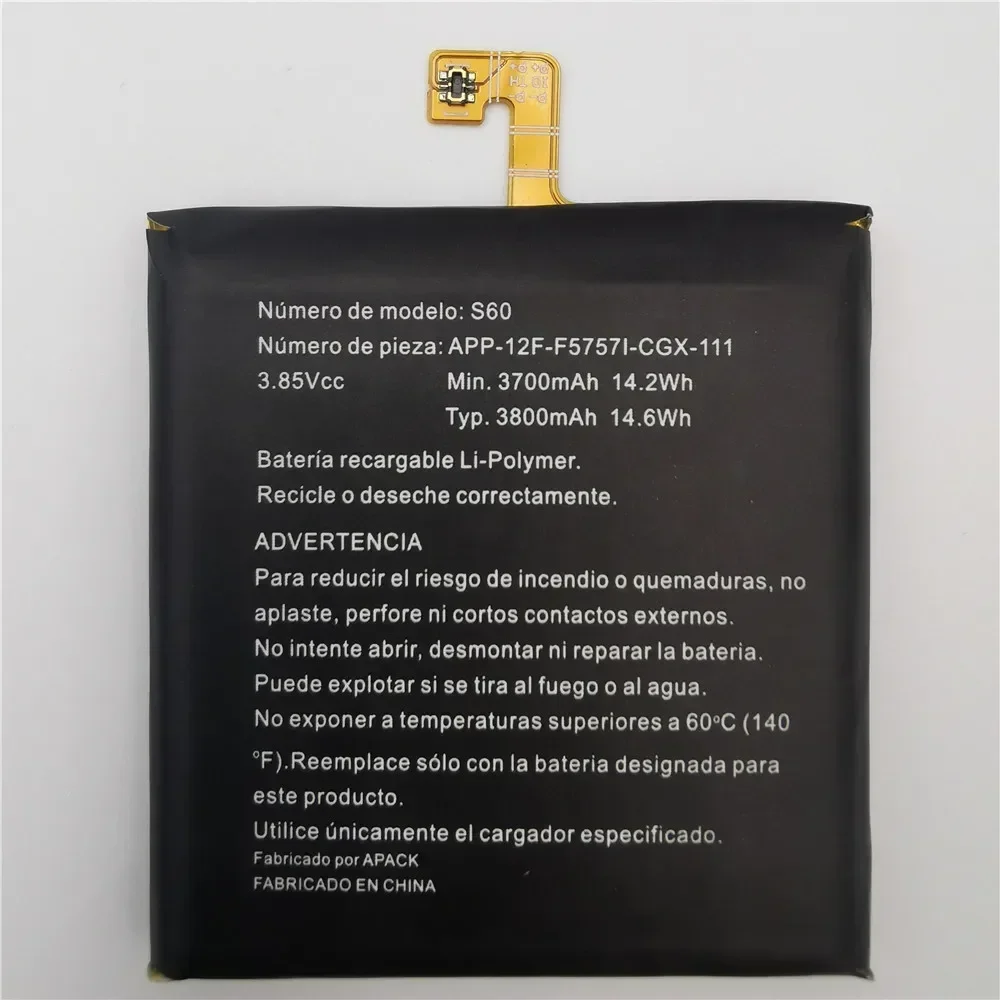 Número de modelo: S60
Número de pieza: APP-12F-F5757I-CGX-111
3.85Vcc Min. 3700mAh 14.2Wh
Typ. 3800mAh 14.6Wh
Batería recargable Li-Polymer.
Recicle o deseche correctamente.
ADVERTENCIA
Para reducir el riesgo de incendio o quemaduras, no
aplaste, perfore ni cortos contactos externos.
No intente abrir, desmontar ni reparar la bateria.
Puede explotar si se tira al fuego o al agua.
No exponer a temperaturas superiores a 60°C (140
°F).Reemplace sólo con la bateria designada para
este producto.
Utilice únicamente el cargador especificado.
Fabricado por APACK
FABRICADO EN CHINA